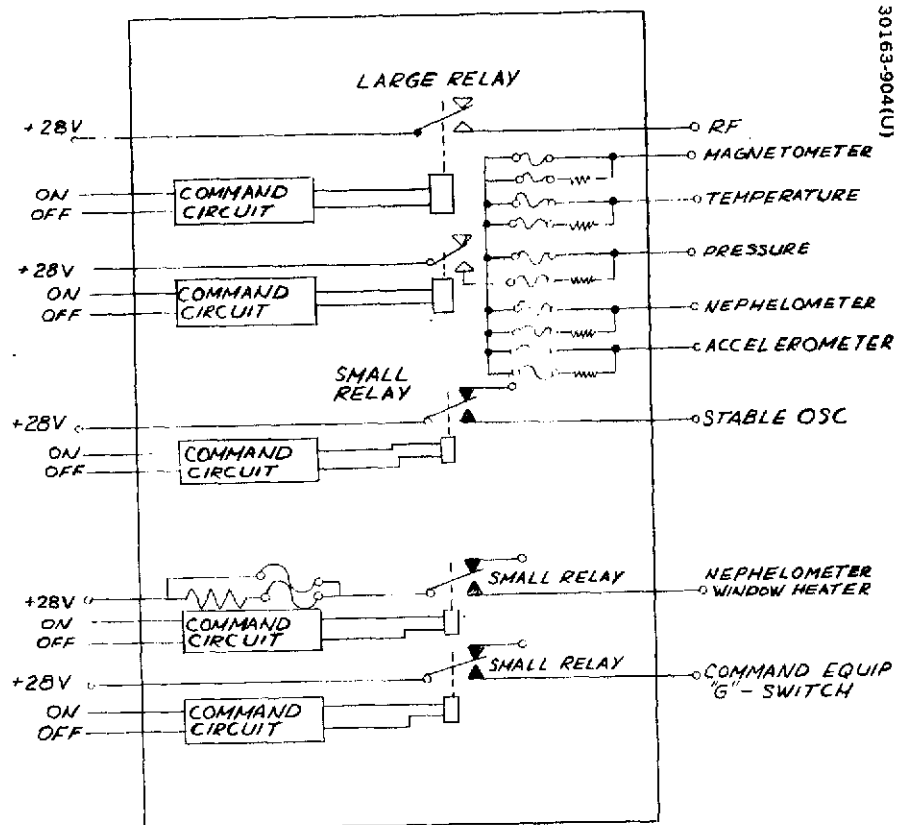 30163-904(U)
LARGE RELAY
+28V
RF
MAGNETOMETER
ON
OFF
COMMAND
CIRCUIT
TEMPERATURE
+28V
PRESSURE
ON
OFF
COMMAND
CIRCUIT
NEPHELOMETER
ACCELEROMETER
SMALL
RELAY
+28V
STABLE OSC
ON
OFF
COMMAND
CIRCUIT
+28V
SMALL RELAY
NEPHELOMETER
WINDOW HEATER
ON
OFF
COMMAND
CIRCUIT
+28V
SMALL RELAY
COMMAND EQUIP
"G"-SWITCH
ON
OFF
COMMAND
CIRCUIT